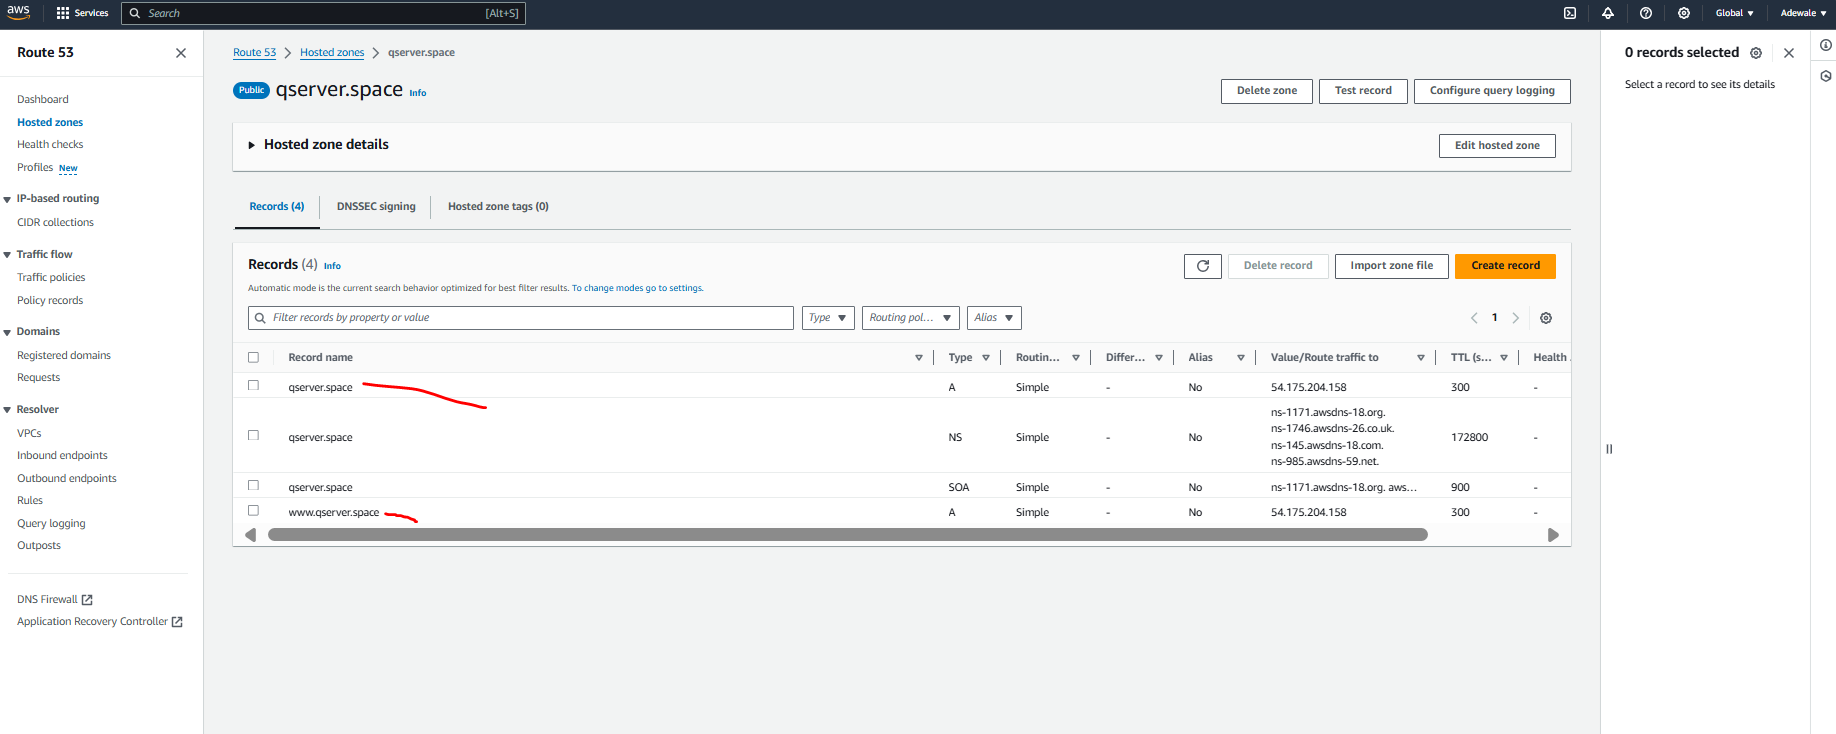 aws
Services
Search
[Alt+S]
Global
Adewale
Route 53
Dashboard
Hosted zones
Health checks
Profiles New
IP-based routing
CIDR collections
Traffic flow
Traffic policies
Policy records
Domains
Registered domains
Requests
Resolver
VPCs
Inbound endpoints
Outbound endpoints
Rules
Query logging
Outposts
DNS Firewall
Application Recovery Controller
Route 53 > Hosted zones > qserver.space
Public qserver.space Info
Delete zone Test record Configure query logging
Hosted zone details
Edit hosted zone
Records (4) DNSSEC signing Hosted zone tags (0)
Records (4) Info
Delete record Import zone file Create record
Automatic mode is the current search behavior optimized for best filter results. To change modes go to settings.
Filter records by property or value
Type
Routing pol...
Alias
1
Record name Type Routin... Differ... Alias Value/Route traffic to TTL (s... Health
qserver.space A Simple - No 54.175.204.158 300 -
qserver.space NS Simple - No ns-1171.awsdns-18.org.
ns-1746.awsdns-26.co.uk.
ns-145.awsdns-18.com.
ns-985.awsdns-59.net.
172800 -
qserver.space SOA Simple - No ns-1171.awsdns-18.org. aws... 900 -
www.qserver.space A Simple - No 54.175.204.158 300 -
0 records selected
Select a record to see its details